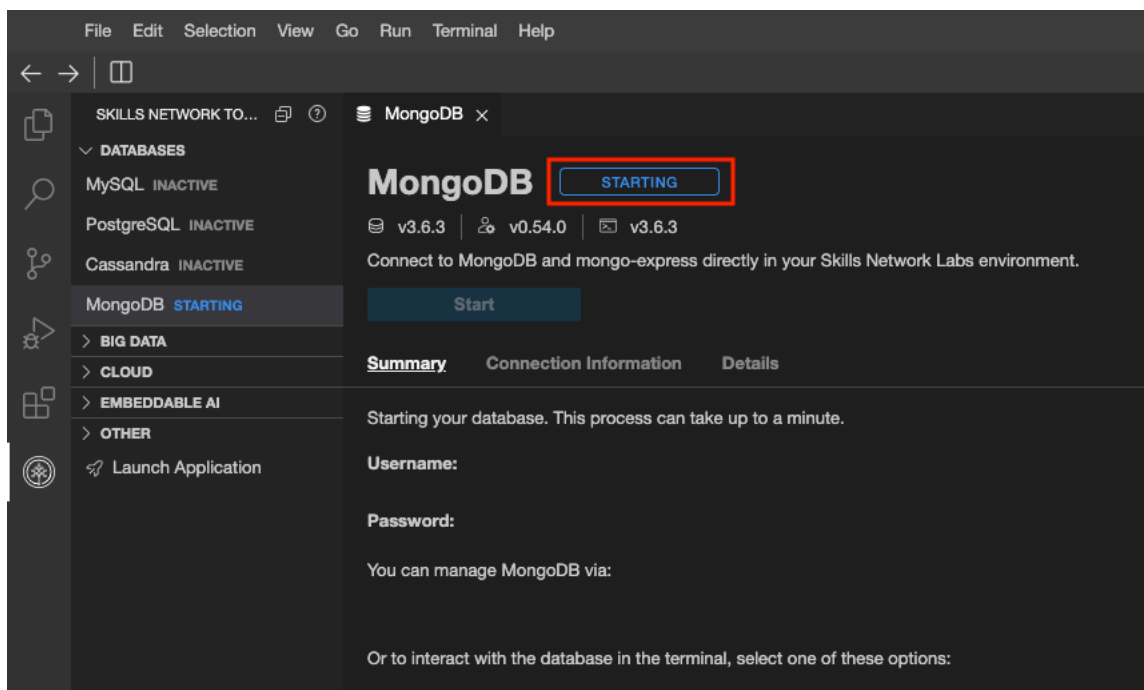 File Edit Selection View Go Run Terminal Help
SKILLS NETWORK TO...
DATABASES
MySQL INACTIVE
PostgreSQL INACTIVE
Cassandra INACTIVE
MongoDB STARTING
BIG DATA
CLOUD
EMBEDDABLE AI
OTHER
Launch Application
MongoDB
MongoDB STARTING
v3.6.3 v0.54.0 v3.6.3
Connect to MongoDB and mongo-express directly in your Skills Network Labs environment.
Start
Summary Connection Information Details
Starting your database. This process can take up to a minute.
Username:
Password:
You can manage MongoDB via:
Or to interact with the database in the terminal, select one of these options: